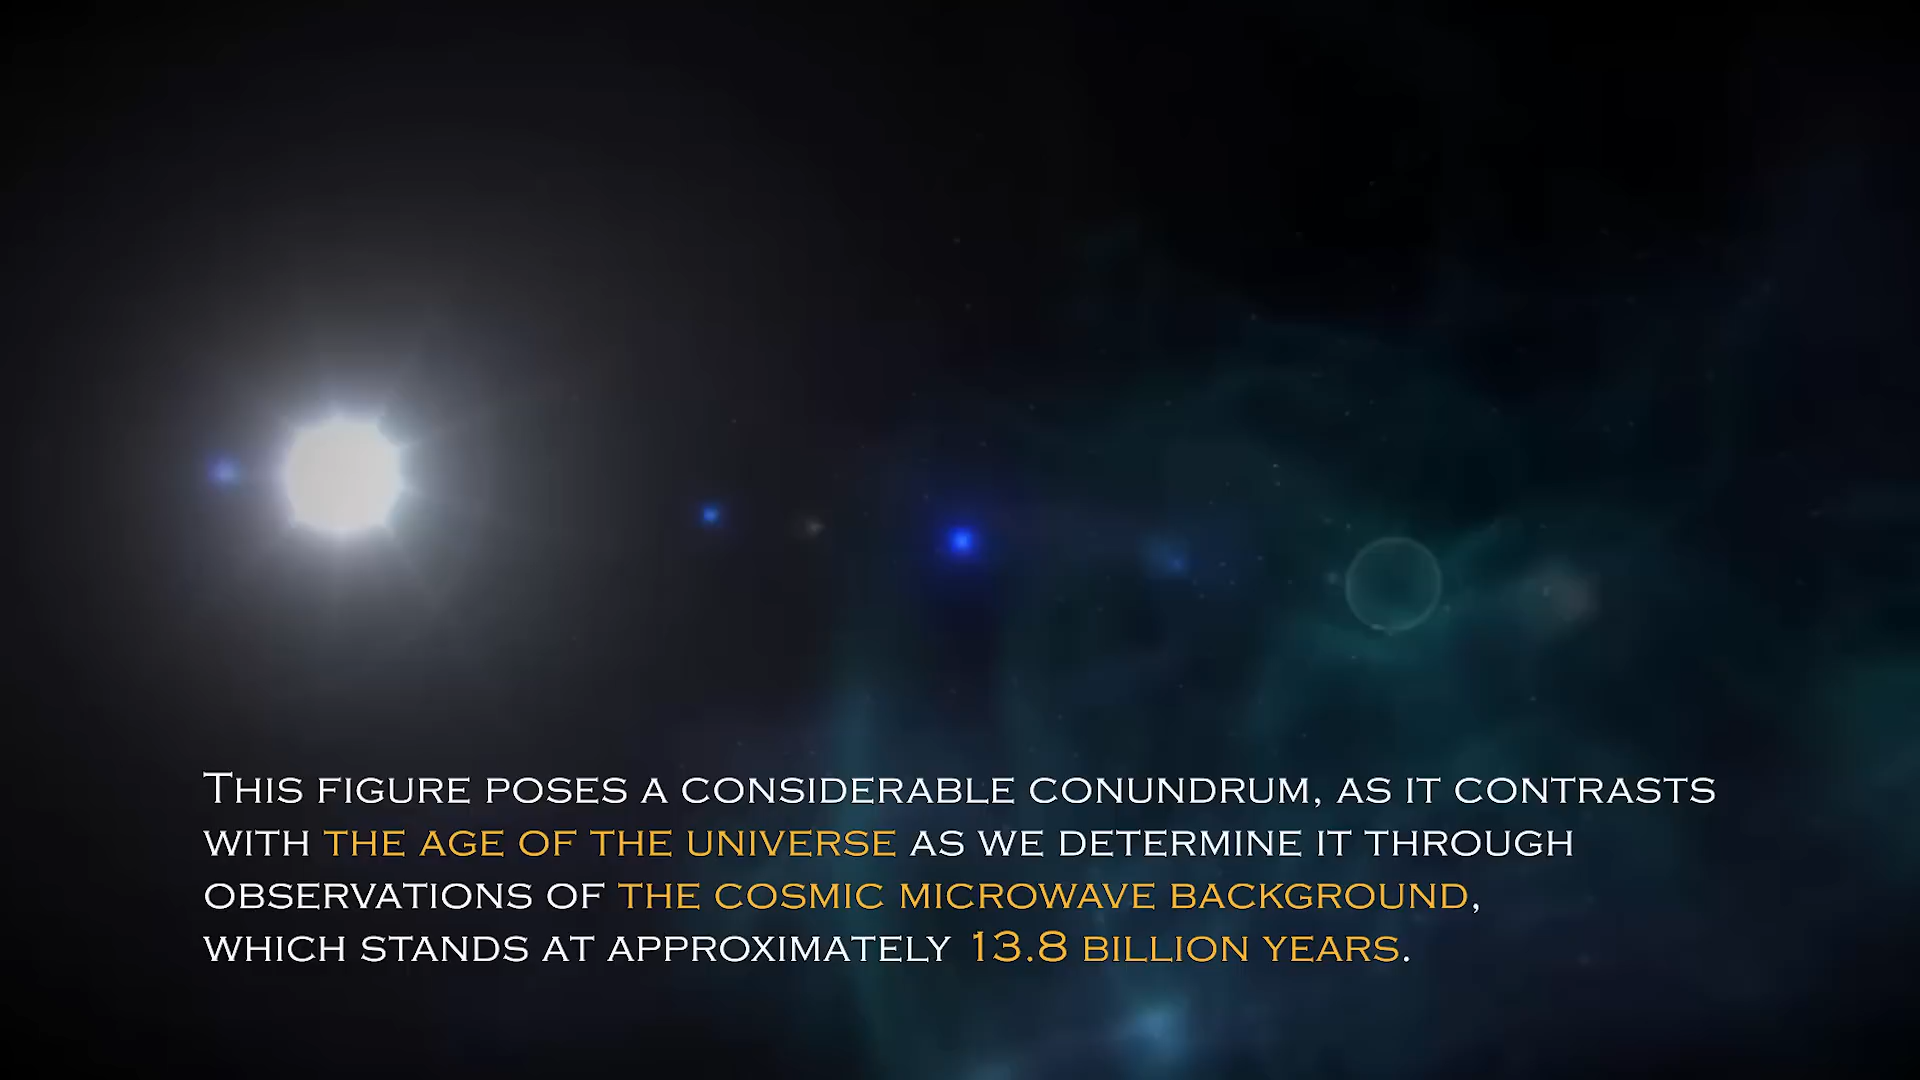 This figure poses a considerable conundrum, as it contrasts
with the age of the universe as we determine it through
observations of the cosmic microwave background,
which stands at approximately 13.8 billion years.